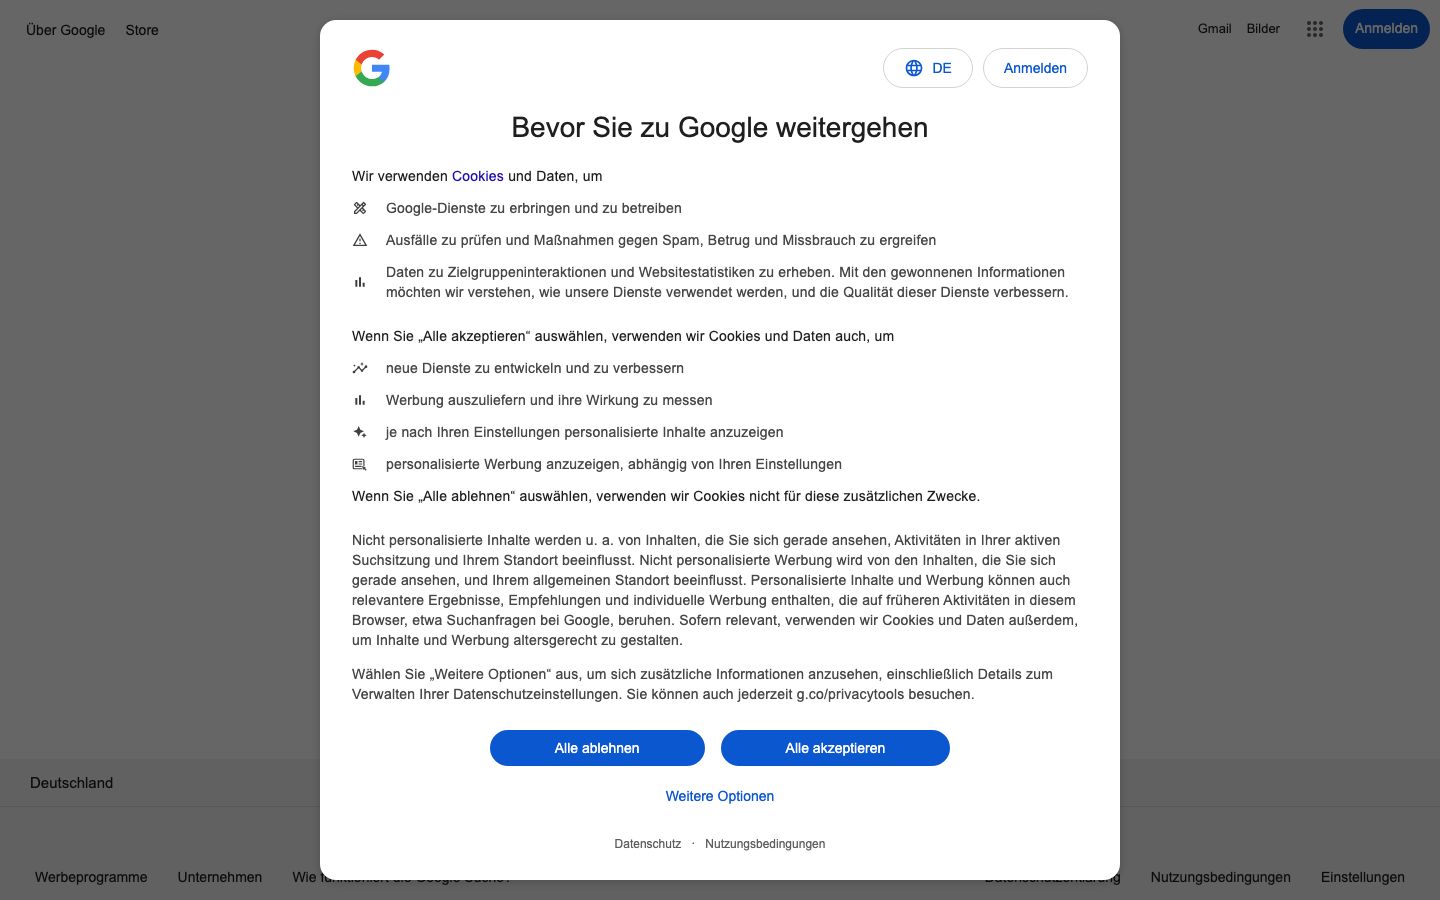 Über Google Store Gmail Bilder Anmelden
DE Anmelden
Bevor Sie zu Google weitergehen
Wir verwenden Cookies und Daten, um
Google-Dienste zu erbringen und zu betreiben
Ausfälle zu prüfen und Maßnahmen gegen Spam, Betrug und Missbrauch zu ergreifen
Daten zu Zielgruppeninteraktionen und Websitestatistiken zu erheben. Mit den gewonnenen Informationen
möchten wir verstehen, wie unsere Dienste verwendet werden, und die Qualität dieser Dienste verbessern.
Wenn Sie „Alle akzeptieren“ auswählen, verwenden wir Cookies und Daten auch, um
neue Dienste zu entwickeln und zu verbessern
Werbung auszuliefern und ihre Wirkung zu messen
je nach Ihren Einstellungen personalisierte Inhalte anzuzeigen
personalisierte Werbung anzuzeigen, abhängig von Ihren Einstellungen
Wenn Sie „Alle ablehnen“ auswählen, verwenden wir Cookies nicht für diese zusätzlichen Zwecke.
Nicht personalisierte Inhalte werden u. a. von Inhalten, die Sie sich gerade ansehen, Aktivitäten in Ihrer aktiven
Suchsitzung und Ihrem Standort beeinflusst. Nicht personalisierte Werbung wird von den Inhalten, die Sie sich
gerade ansehen, und Ihrem allgemeinen Standort beeinflusst. Personalisierte Inhalte und Werbung können auch
relevantere Ergebnisse, Empfehlungen und individuelle Werbung enthalten, die auf früheren Aktivitäten in diesem
Browser, etwa Suchanfragen bei Google, beruhen. Sofern relevant, verwenden wir Cookies und Daten außerdem,
um Inhalte und Werbung altersgerecht zu gestalten.
Wählen Sie „Weitere Optionen“ aus, um sich zusätzliche Informationen anzusehen, einschließlich Details zum
Verwalten Ihrer Datenschutzeinstellungen. Sie können auch jederzeit g.co/privacytools besuchen.
Alle ablehnen Alle akzeptieren
Weitere Optionen
Datenschutz · Nutzungsbedingungen
Deutschland
Werbeprogramme Unternehmen Wie funktioniert die Google Suche? Datenschutzerklärung Nutzungsbedingungen Einstellungen